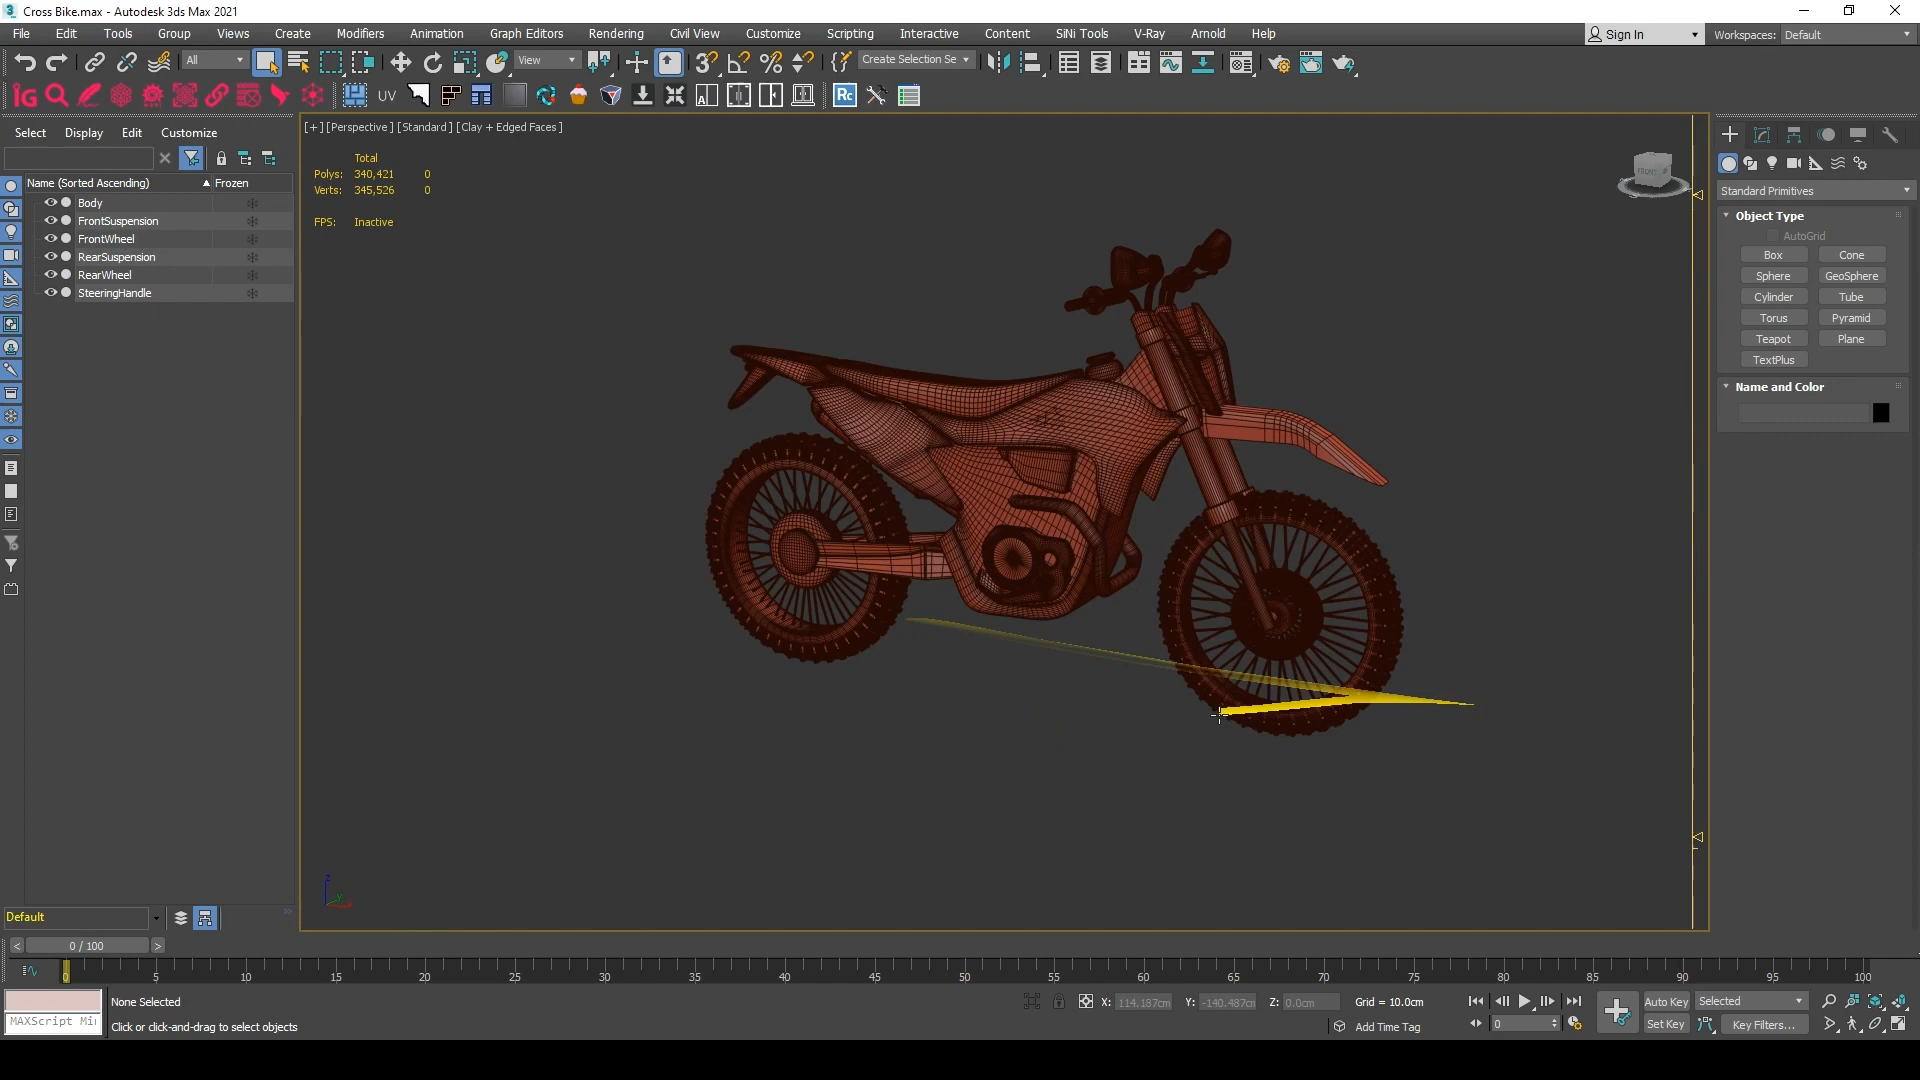 Cross Bike.max - Autodesk 3ds Max 2021
File Edit Tools Group Views Create Modifiers Animation Graph Editors Rendering Civil View Customize Scripting Interactive Content SiNi Tools V-Ray Arnold Help Sign In Workspaces: Default
All View Create Selection Se
UV Rc
Select Display Edit Customize
[+] [Perspective] [Standard] [Clay + Edged Faces]
Total
Polys: 340,421 0
Verts: 345,526 0
FPS: Inactive
FRONT
Name (Sorted Ascending) Frozen
Body
FrontSuspension
FrontWheel
RearSuspension
RearWheel
SteeringHandle
Standard Primitives
Object Type
AutoGrid
Box Cone
Sphere GeoSphere
Cylinder Tube
Torus Pyramid
Teapot Plane
TextPlus
Name and Color
Default
0 / 100
0 5 10 15 20 25 30 35 40 45 50 55 60 65 70 75 80 85 90 95 100
None Selected X: 114.187cm Y: -140.487cm Z: 0.0cm Grid = 10.0cm Auto Key Selected
MAXScript Mi Click or click-and-drag to select objects Add Time Tag 0 Set Key Key Filters...